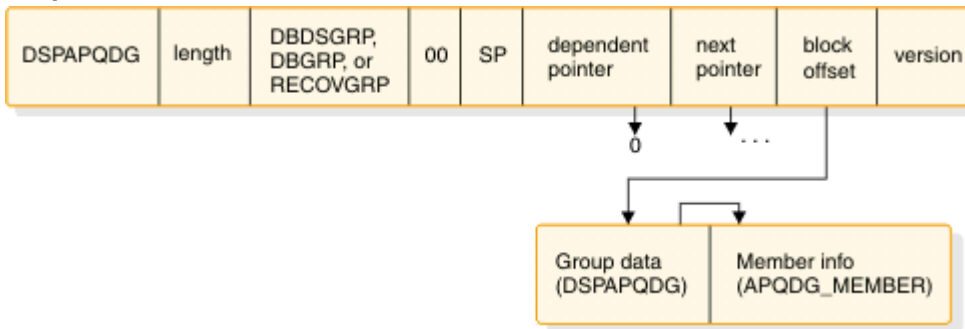 DSPAPQDG
length
DBDSGRP,
DBGRP, or
RECOVGRP
00
SP
dependent
pointer
next
pointer
block
offset
version
0
. . .
Group data
(DSPAPQDG)
Member info
(APQDG_MEMBER)